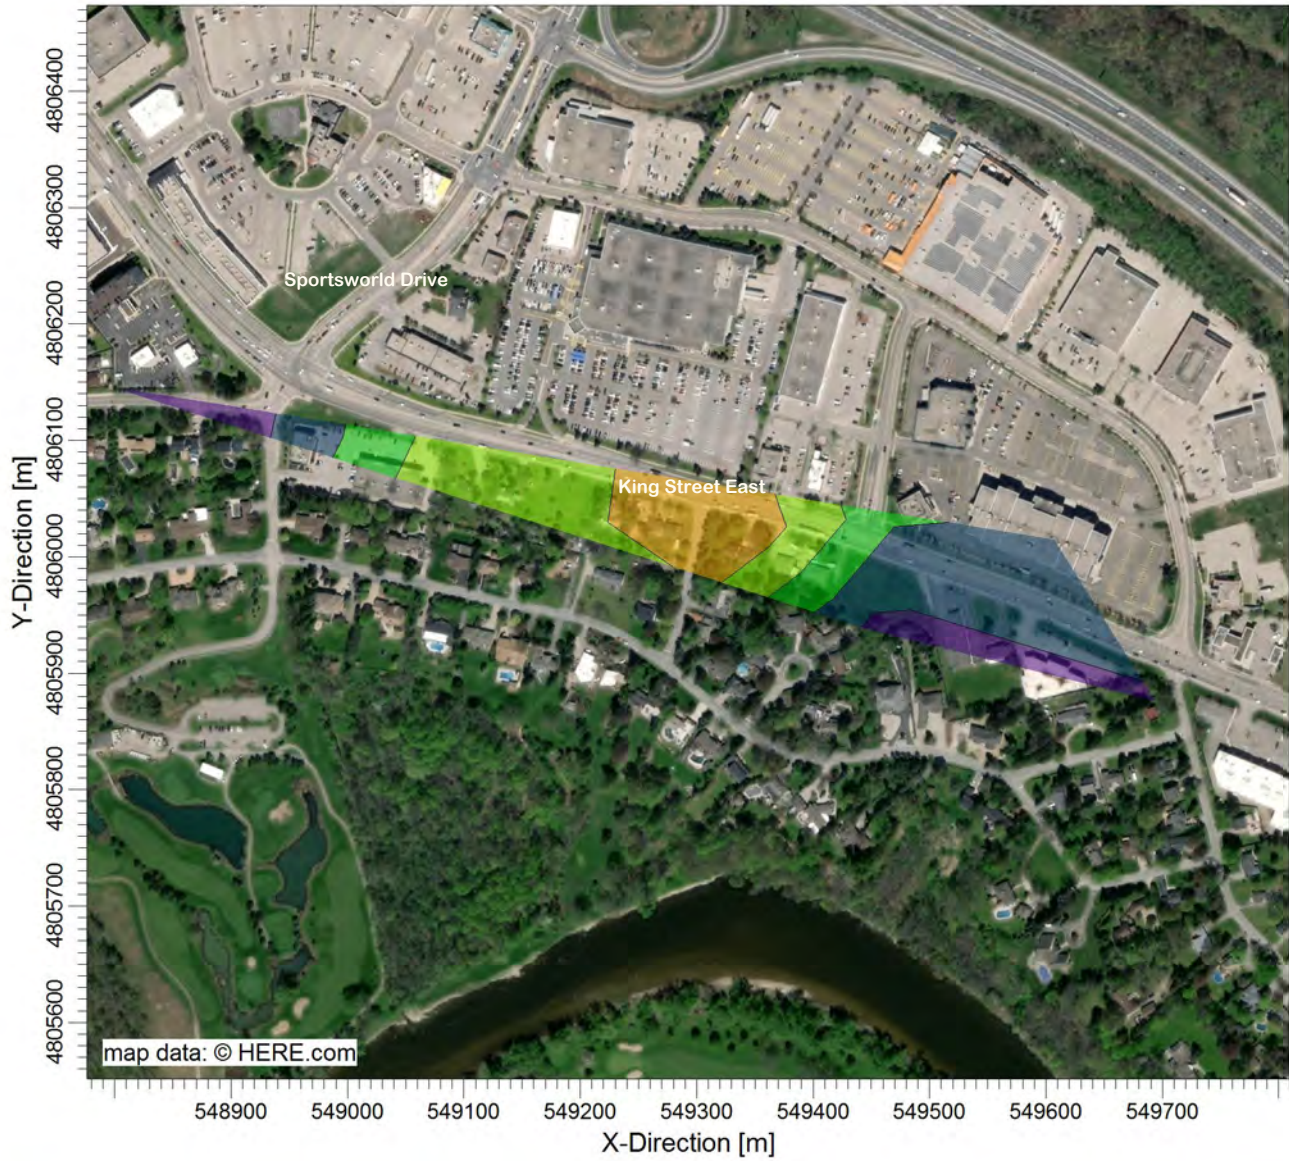 4806400
4806300
4806200
4806100
4806000
4805900
4805800
4805700
4805600
Y-Direction [m]
Sportsworld Drive
King Street East
map data: © HERE.com
548900 549000 549100 549200 549300 549400 549500 549600 549700
X-Direction [m]